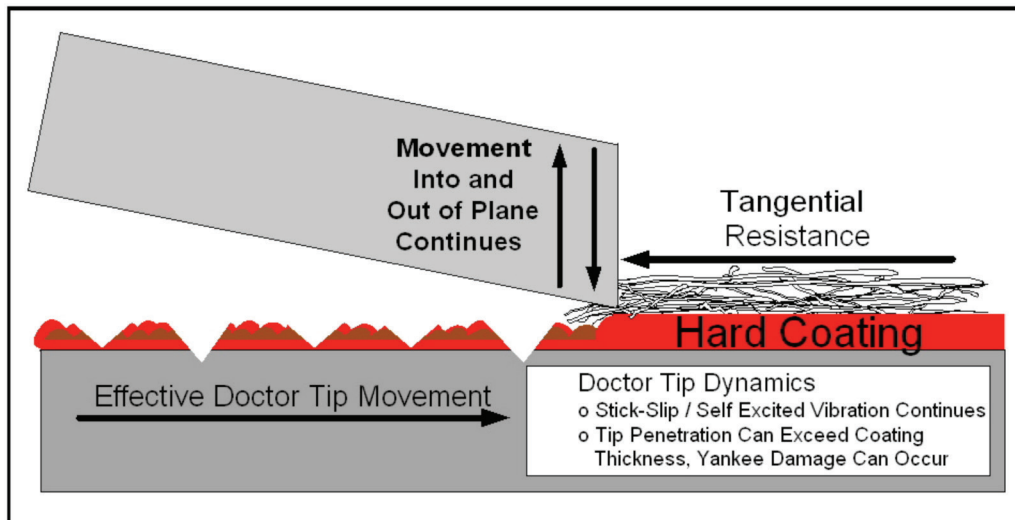 Movement
Into and
Out of Plane
Continues
Tangential
Resistance
Hard Coating
Effective Doctor Tip Movement
Doctor Tip Dynamics
o Stick-Slip / Self Excited Vibration Continues
o Tip Penetration Can Exceed Coating
Thickness, Yankee Damage Can Occur